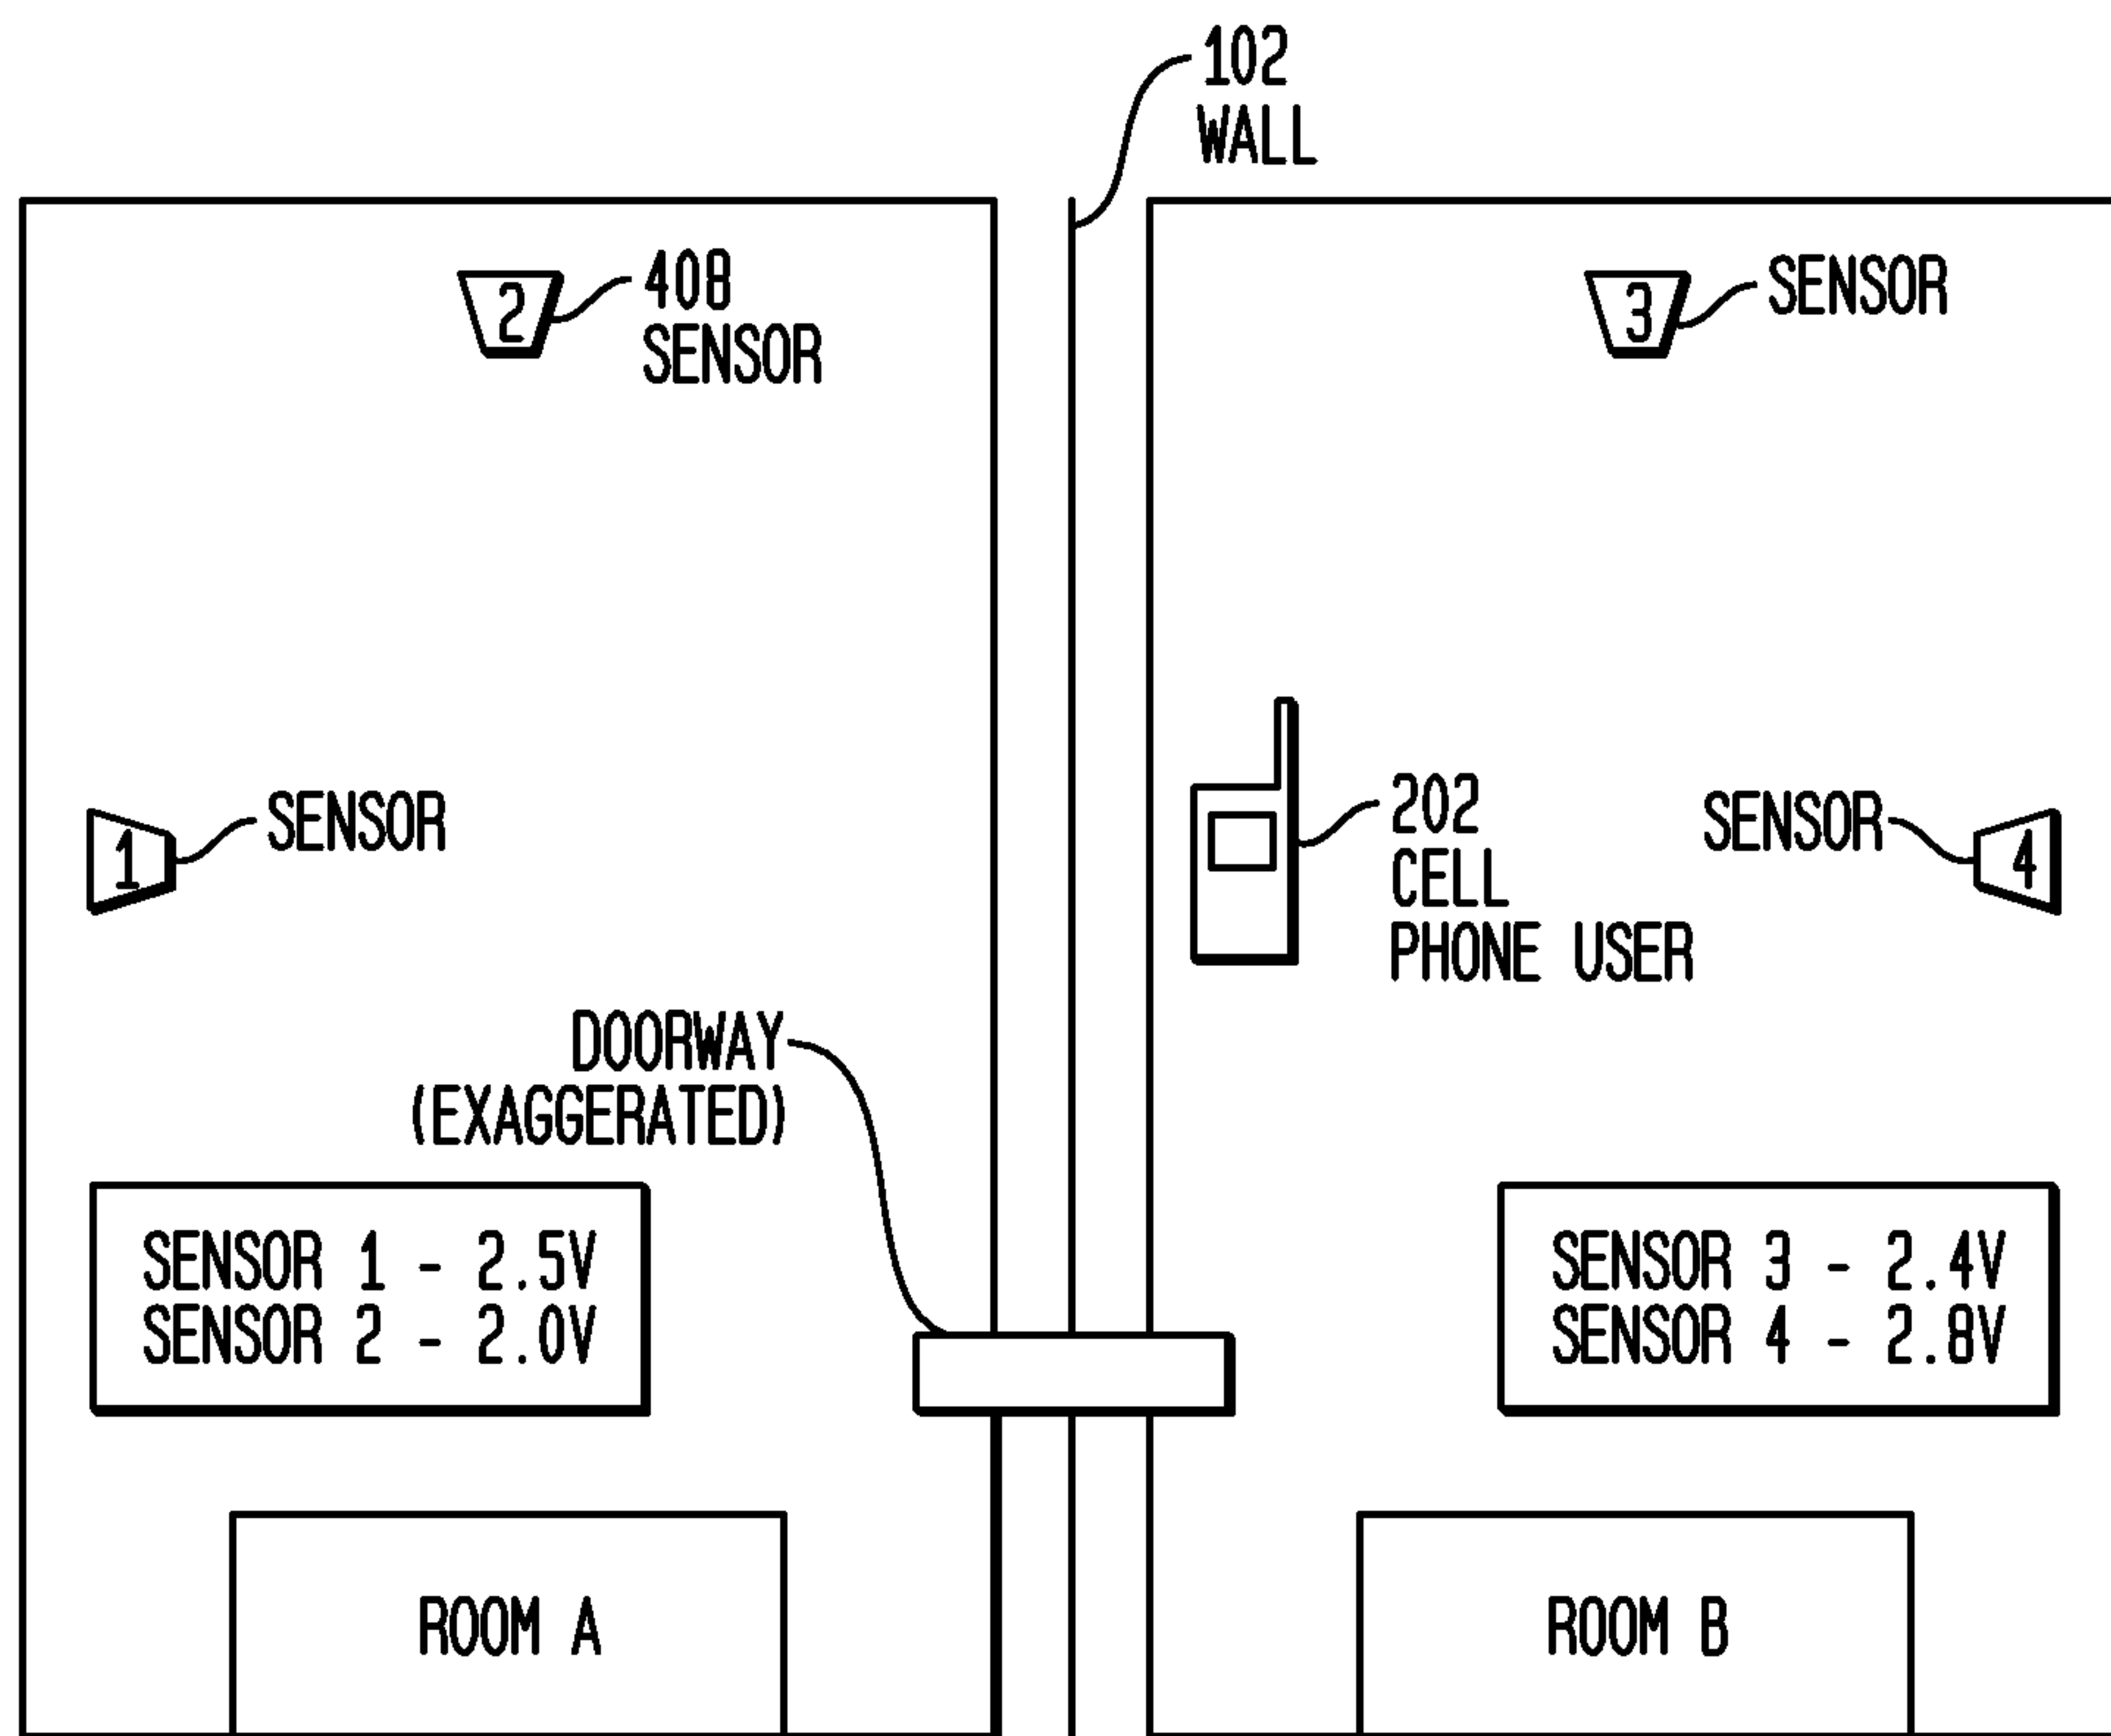 102
WALL
2
408
SENSOR
3
SENSOR
1
SENSOR
202
CELL
PHONE USER
SENSOR
4
DOORWAY
(EXAGGERATED)
SENSOR 1 - 2.5V
SENSOR 2 - 2.0V
SENSOR 3 - 2.4V
SENSOR 4 - 2.8V
ROOM A
ROOM B